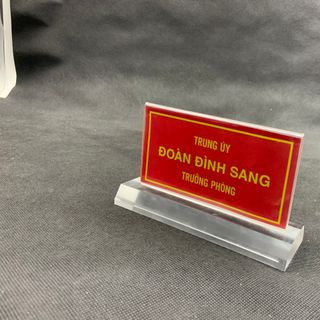 TRUNG ÚY
ĐOÀN ĐÌNH SANG
TRƯỞNG PHÒNG